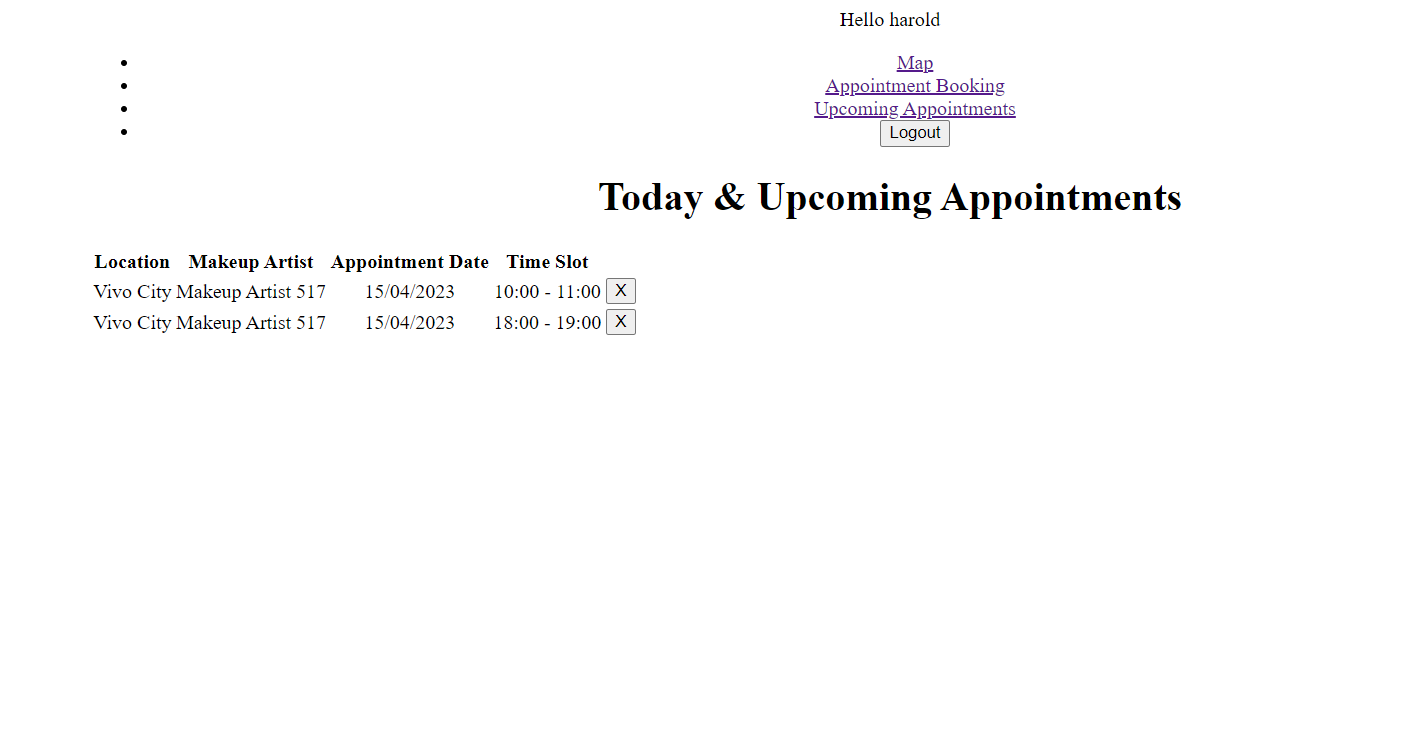 Hello harold
Map
Appointment Booking
Upcoming Appointments
Logout
Today & Upcoming Appointments
Location Makeup Artist Appointment Date Time Slot
Vivo City Makeup Artist 517 15/04/2023 10:00 - 11:00 X
Vivo City Makeup Artist 517 15/04/2023 18:00 - 19:00 X